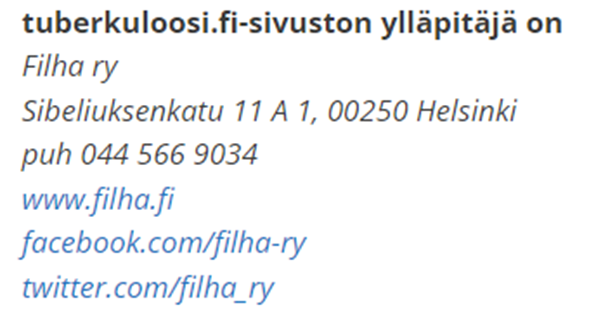 tuberkuloosi.fi-sivuston ylläpitäjä on
Filha ry
Sibeliuksenkatu 11 A 1, 00250 Helsinki
puh 044 566 9034
www.filha.fi
facebook.com/filha-ry
twitter.com/filha_ry